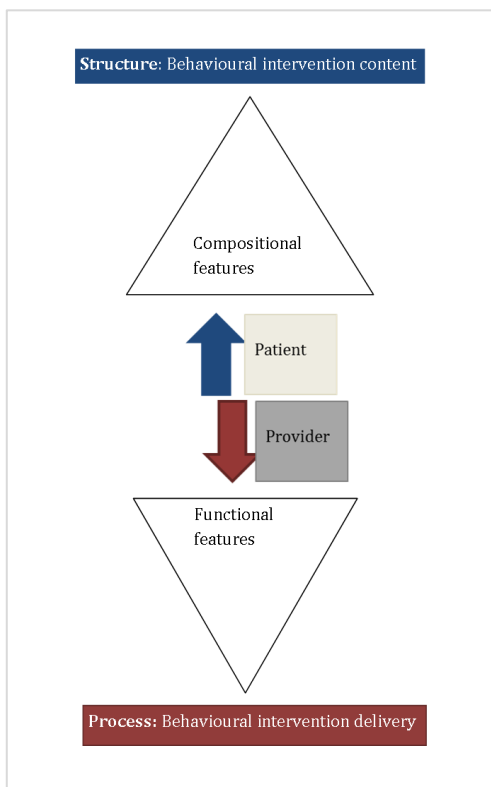 Structure: Behavioural intervention content
Compositional
features
Patient
Provider
Functional
features
Process: Behavioural intervention delivery